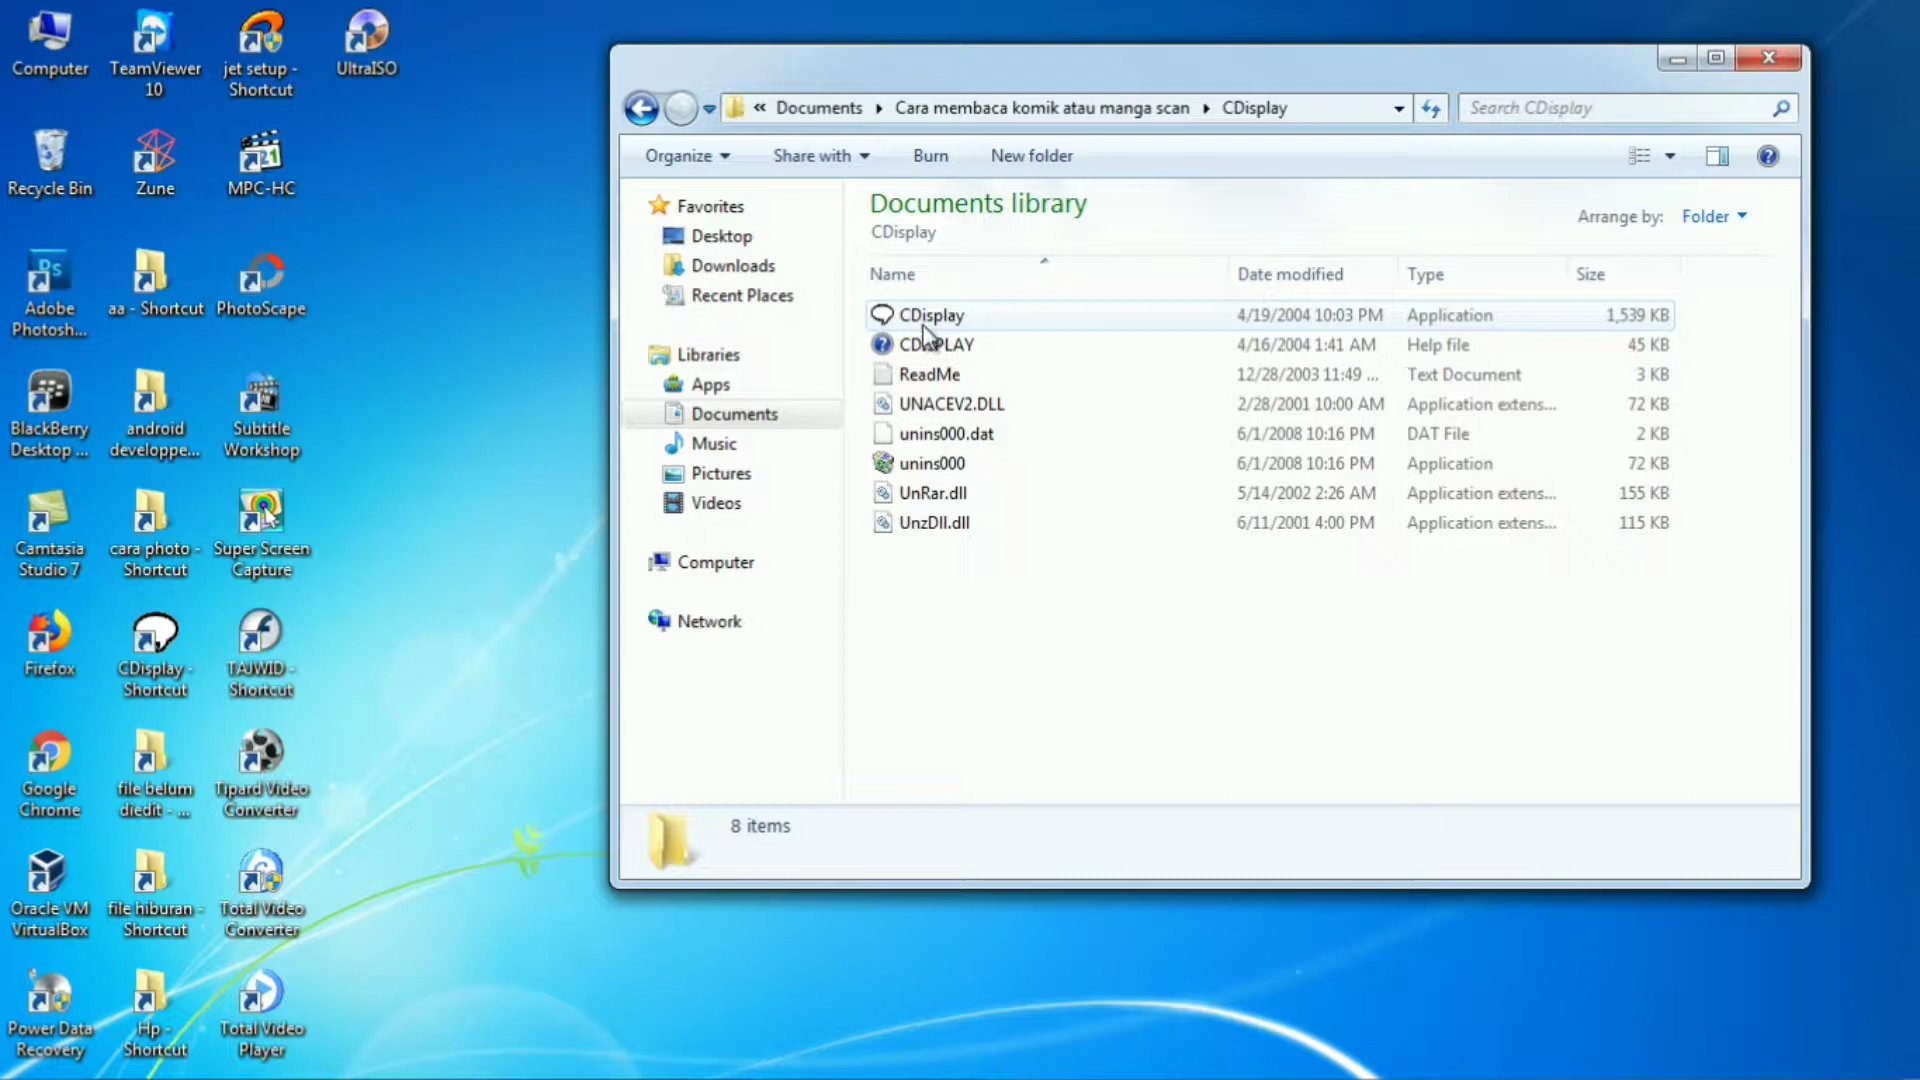 Computer
TeamViewer
10
jet setup -
Shortcut
UltraISO
Recycle Bin
Zune
MPC-HC
Adobe
Photosh...
aa - Shortcut
PhotoScape
BlackBerry
Desktop ...
android
developpe...
Subtitle
Workshop
Camtasia
Studio 7
cara photo -
Shortcut
Super Screen
Capture
Firefox
CDisplay -
Shortcut
TAJWID -
Shortcut
Google
Chrome
file belum
diedit - ...
Tipard Video
Converter
Oracle VM
VirtualBox
file hiburan -
Shortcut
Total Video
Converter
Power Data
Recovery
Hp -
Shortcut
Total Video
Player
« Documents Cara membaca komik atau manga scan CDisplay
Search CDisplay
Organize Share with Burn New folder
Favorites
Desktop
Downloads
Recent Places
Libraries
Apps
Documents
Music
Pictures
Videos
Computer
Network
Documents library
CDisplay
Arrange by: Folder
Name Date modified Type Size
CDisplay 4/19/2004 10:03 PM Application 1,539 KB
CDISPLAY 4/16/2004 1:41 AM Help file 45 KB
ReadMe 12/28/2003 11:49 ... Text Document 3 KB
UNACEV2.DLL 2/28/2001 10:00 AM Application extens... 72 KB
unins000.dat 6/1/2008 10:16 PM DAT File 2 KB
unins000 6/1/2008 10:16 PM Application 72 KB
UnRar.dll 5/14/2002 2:26 AM Application extens... 155 KB
UnzDll.dll 6/11/2001 4:00 PM Application extens... 115 KB
8 items